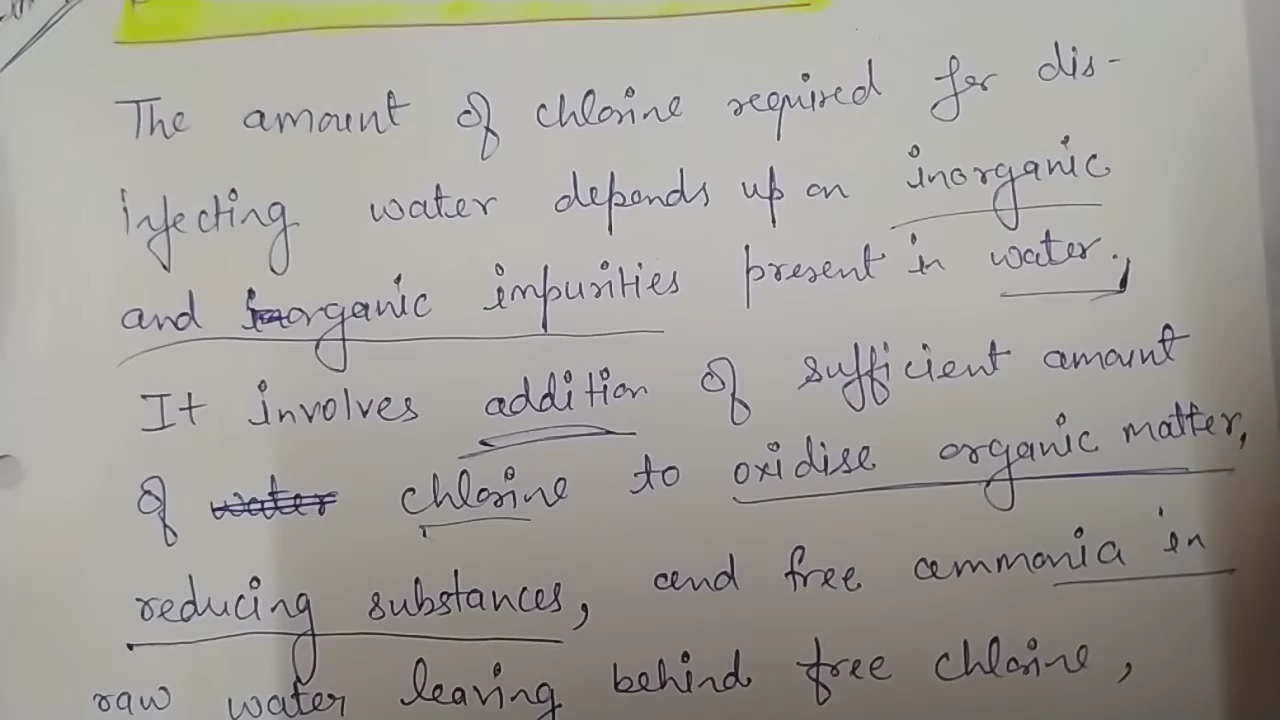 The amount of chlorine required for dis-
infecting water depends up on inorganic
and organic impurities present in water.
It involves addition of sufficient amount
of water chlorine to oxidise organic matter,
reducing substances, and free ammonia in
raw water leaving behind free chlorine,